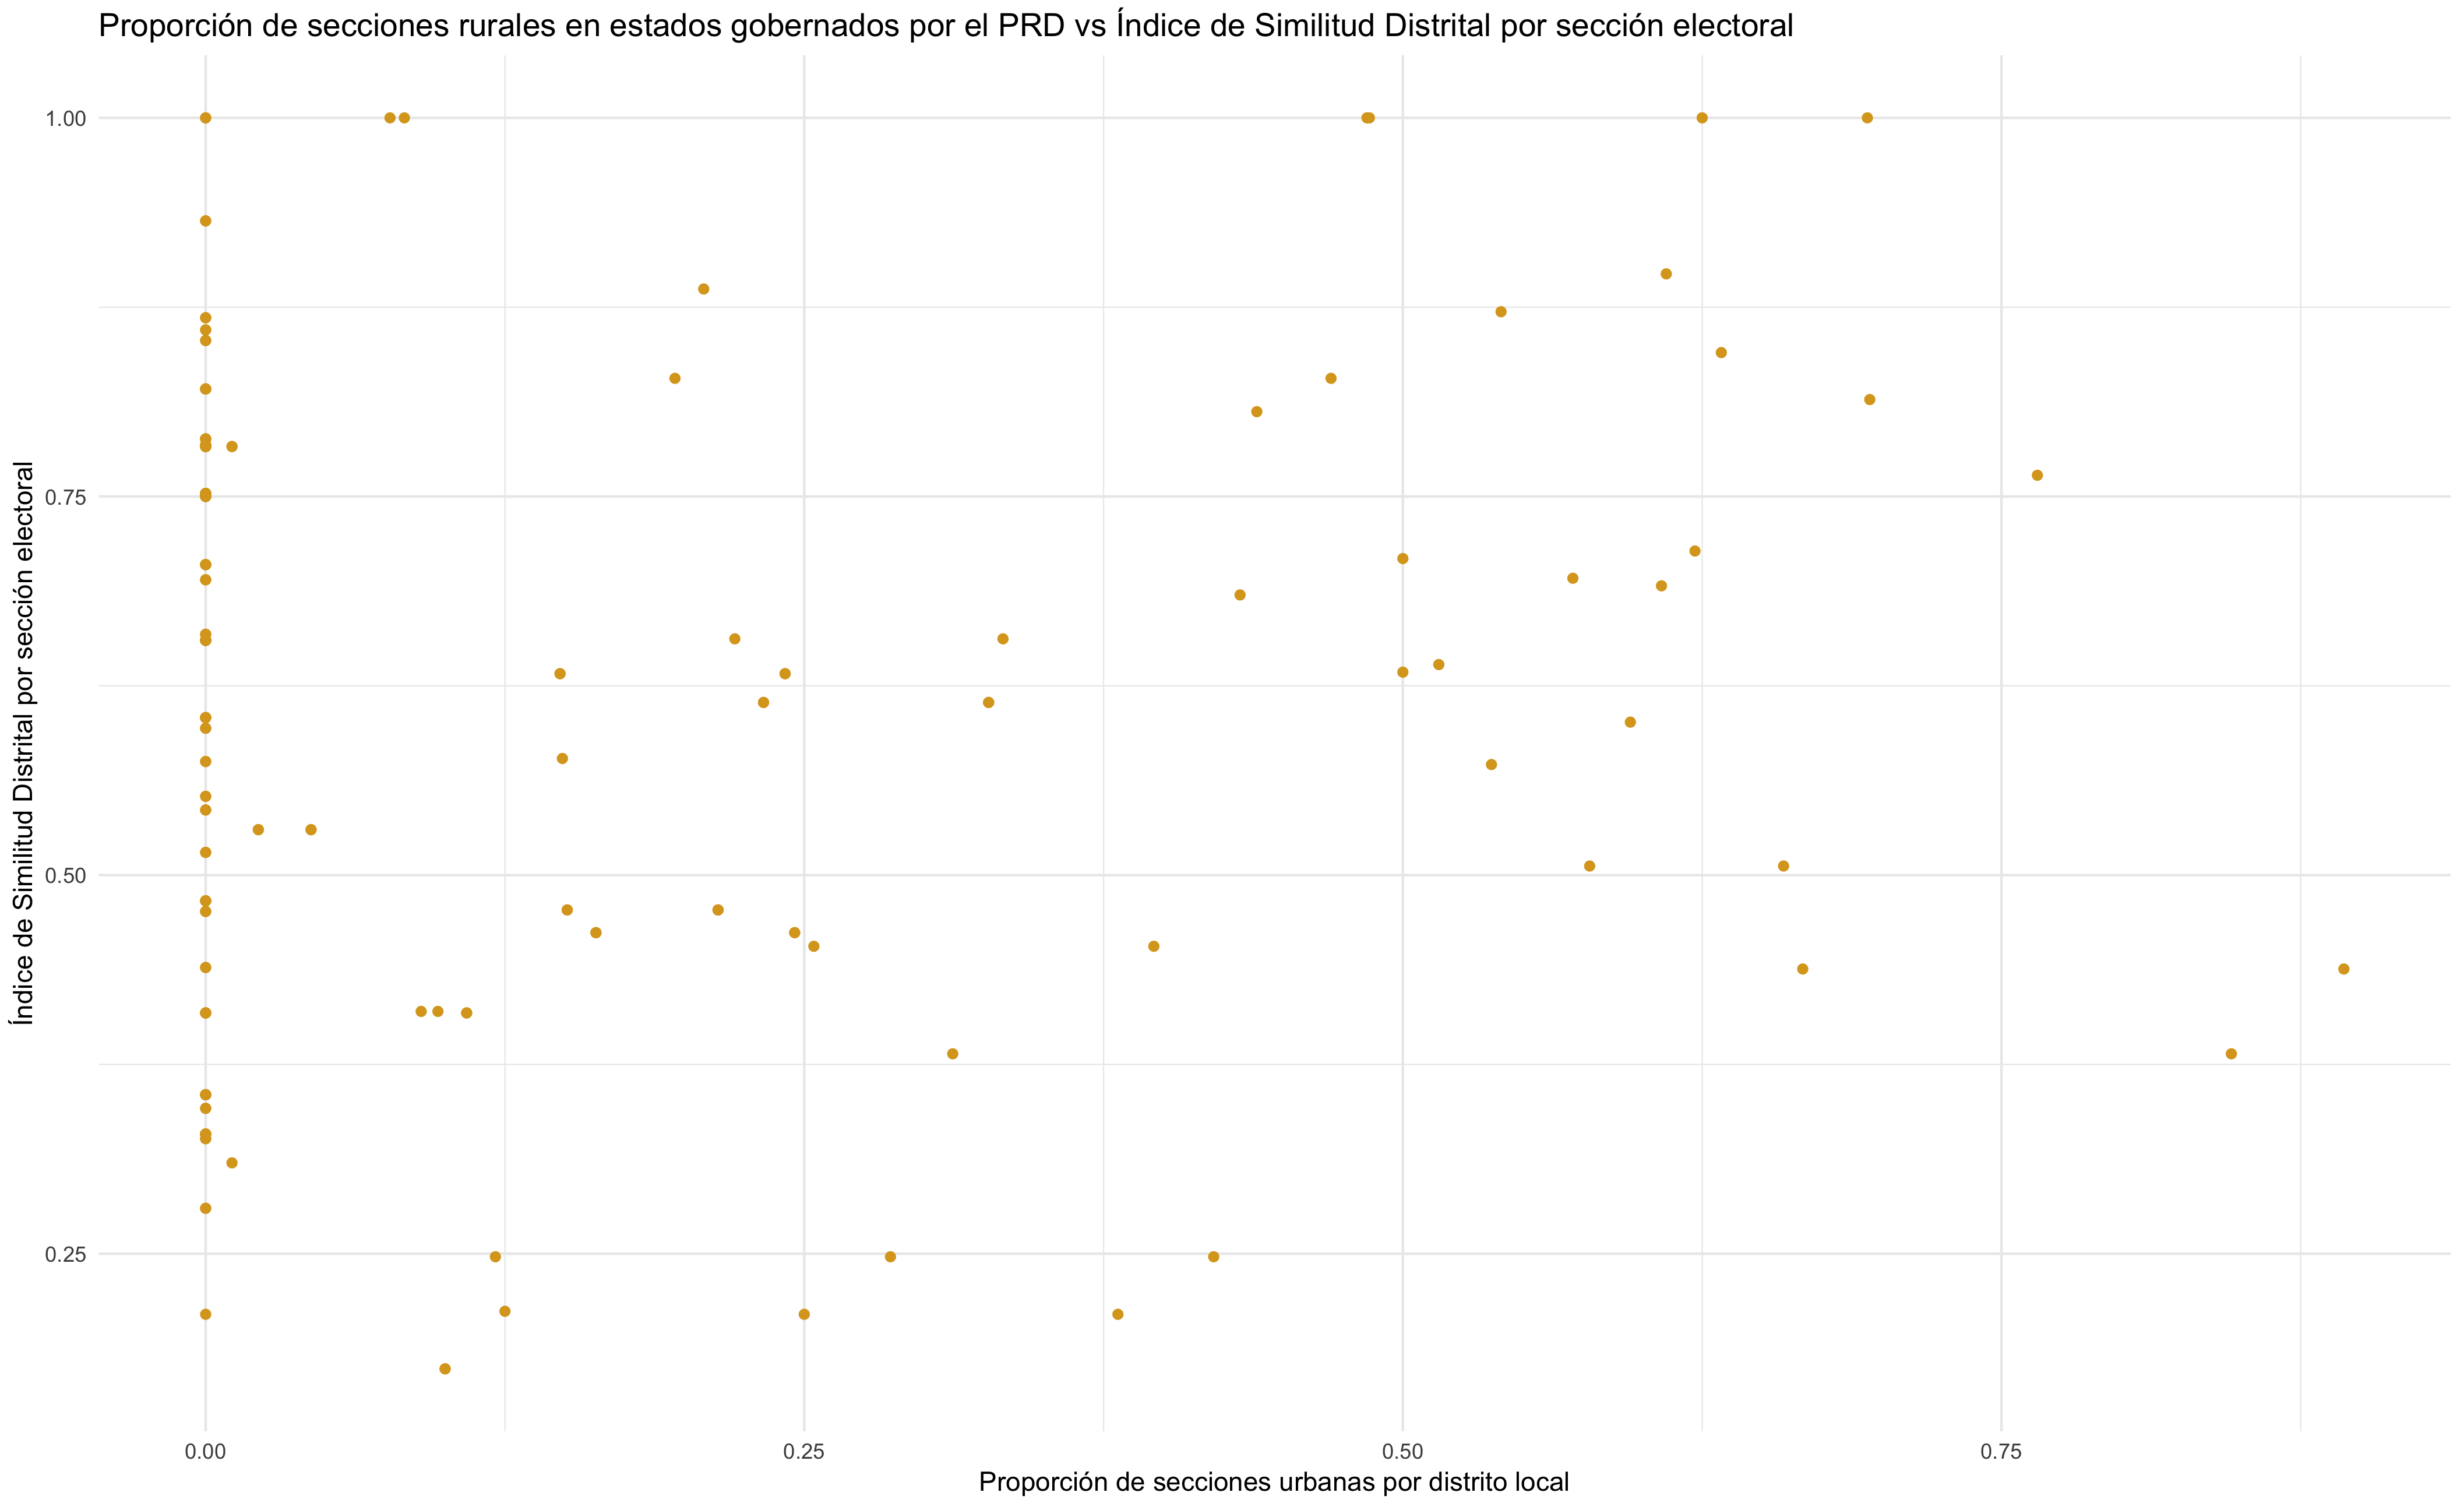 Proporción de secciones rurales en estados gobernados por el PRD vs Índice de Similitud Distrital por sección electoral
Índice de Similitud Distrital por sección electoral
1.00
0.75
0.50
0.25
0.00
0.25
0.50
0.75
Proporción de secciones urbanas por distrito local